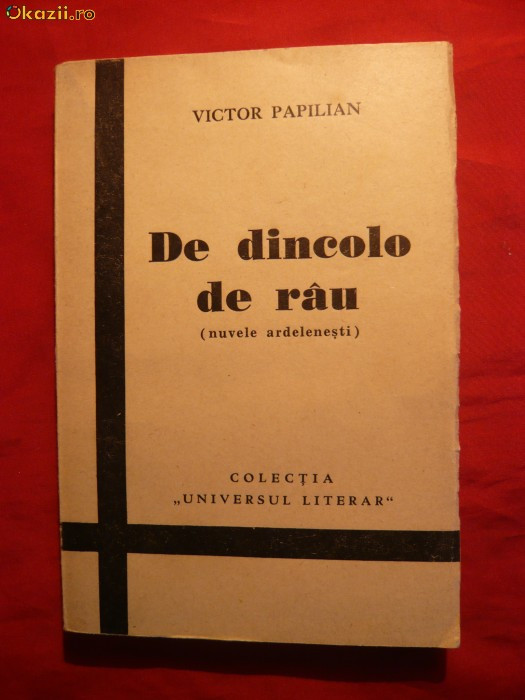 Okazii.ro
VICTOR PAPILIAN
De dincolo
de râu
(nuvele ardelenești)
COLECȚIA
„UNIVERSUL LITERAR“